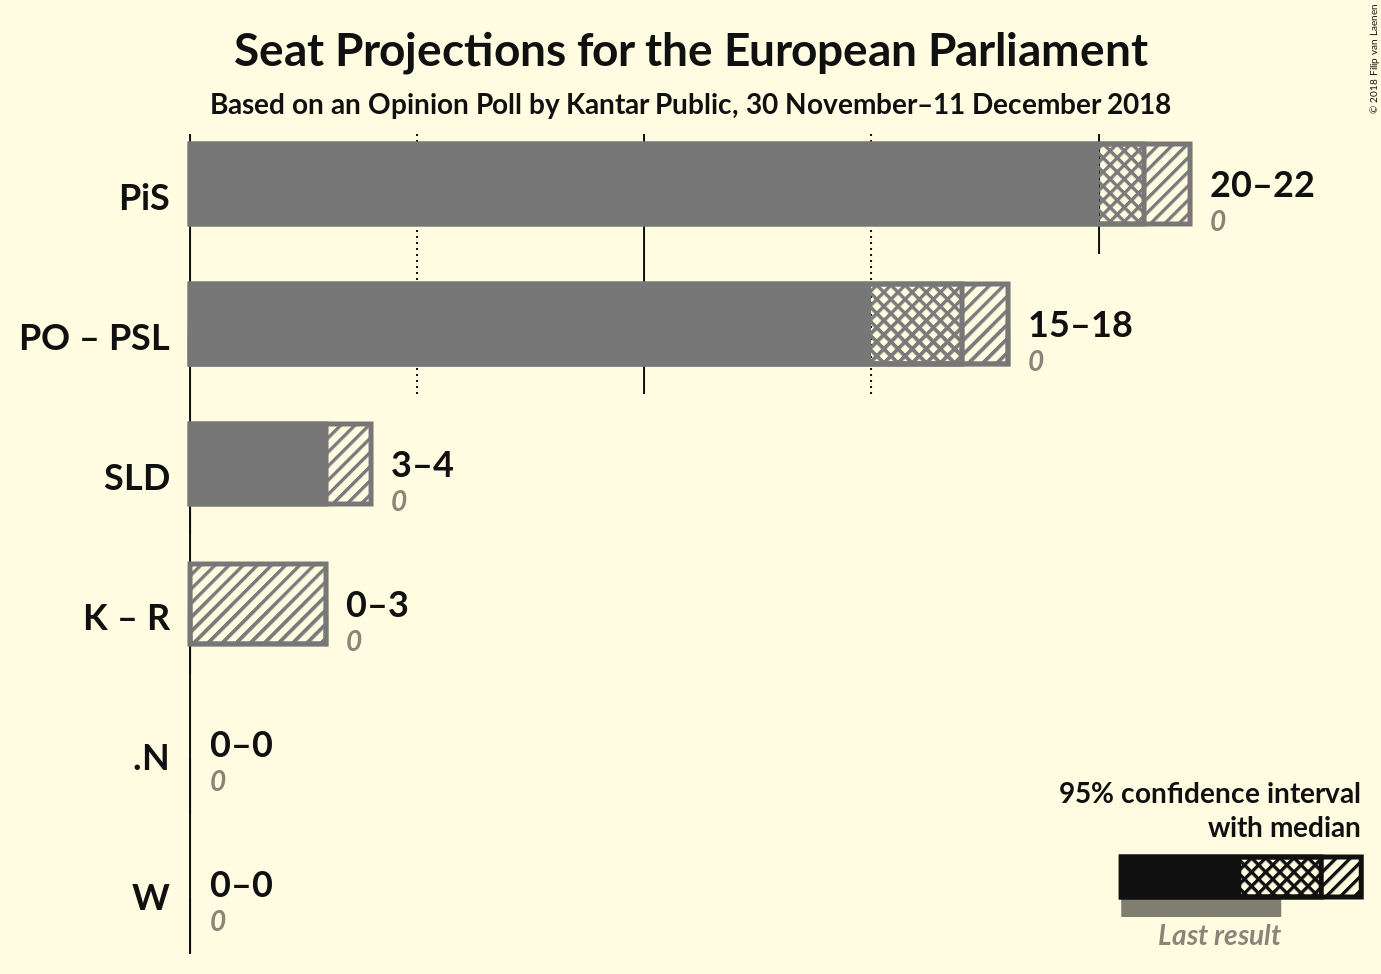 Seat Projections for the European Parliament
Based on an Opinion Poll by Kantar Public, 30 November–11 December 2018
© 2018 Filip van Laenen
PiS
20–22
0
PO – PSL
15–18
0
SLD
3–4
0
K – R
0–3
0
.N
0–0
0
W
0–0
0
95% confidence interval
with median
Last result